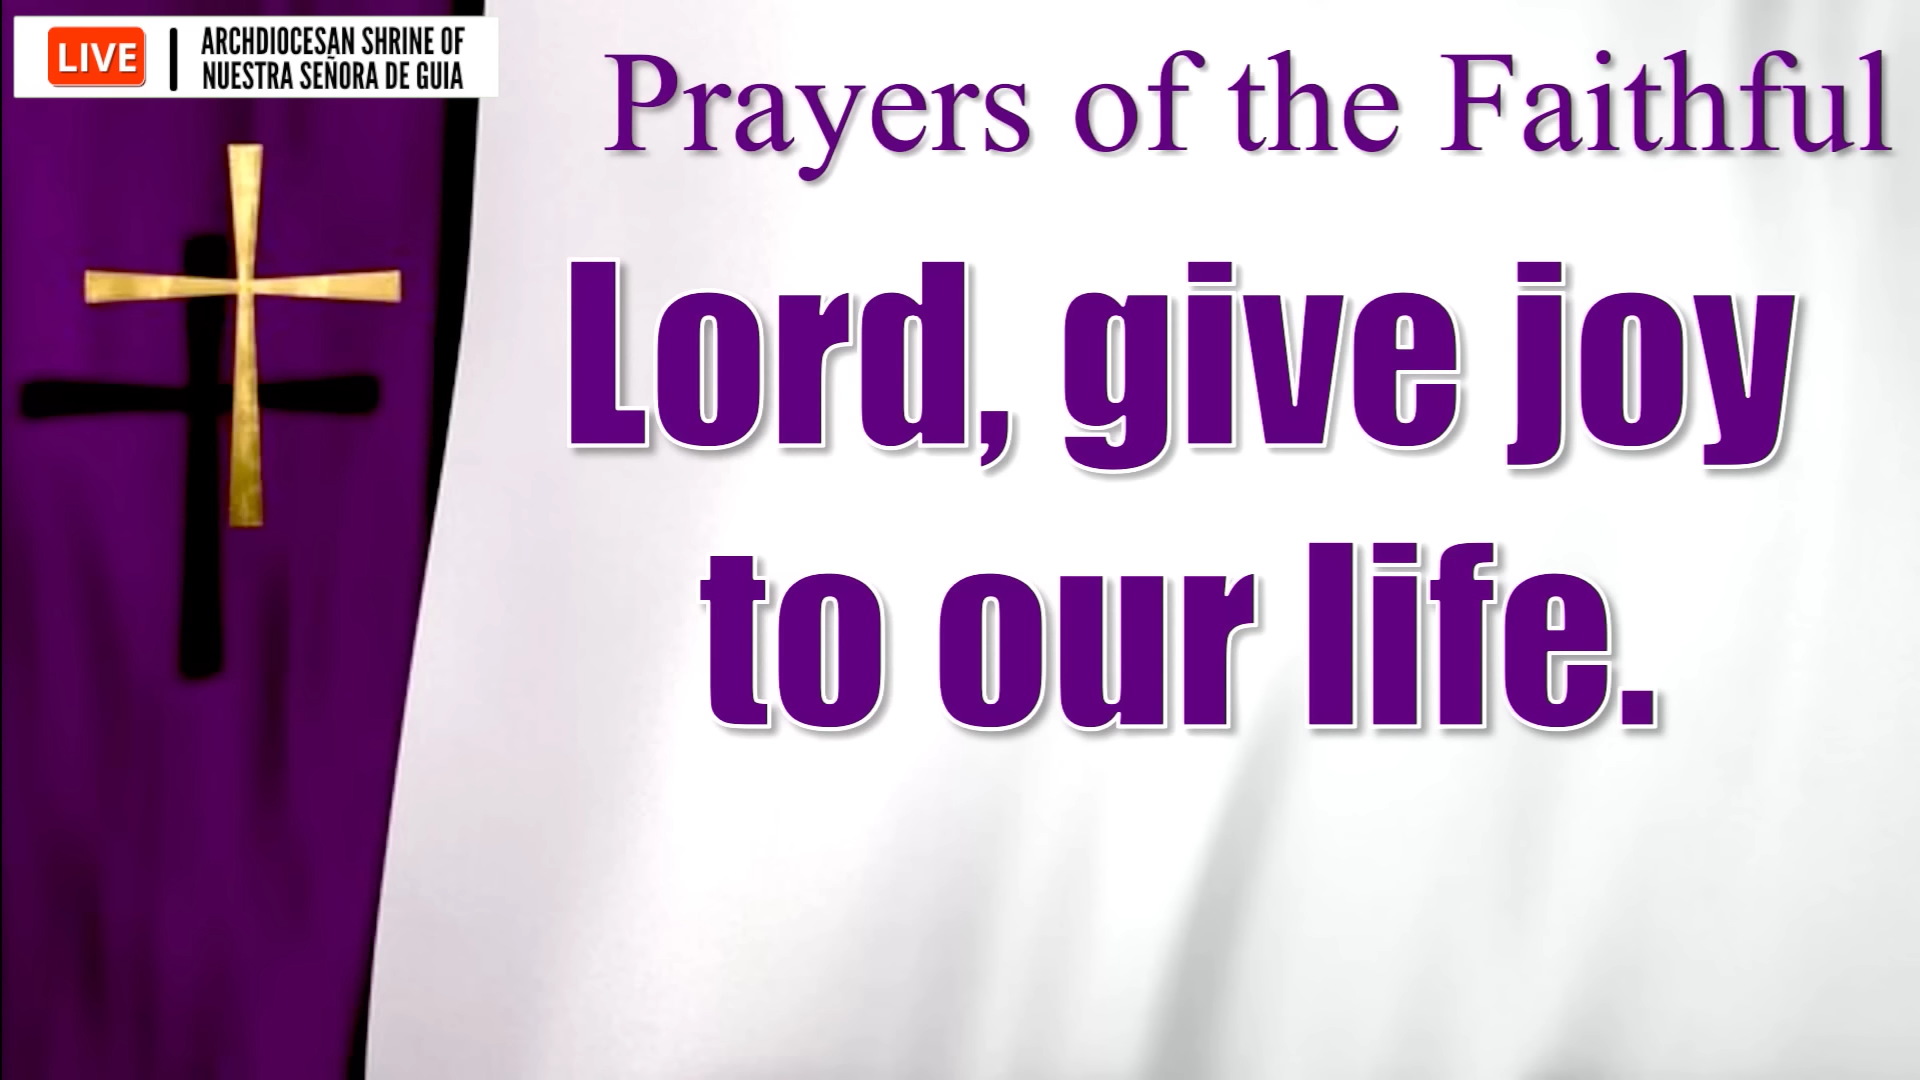 LIVE
ARCHDIOCESAN SHRINE OF
NUESTRA SEÑORA DE GUIA
Prayers of the Faithful
Lord, give joy
to our life.